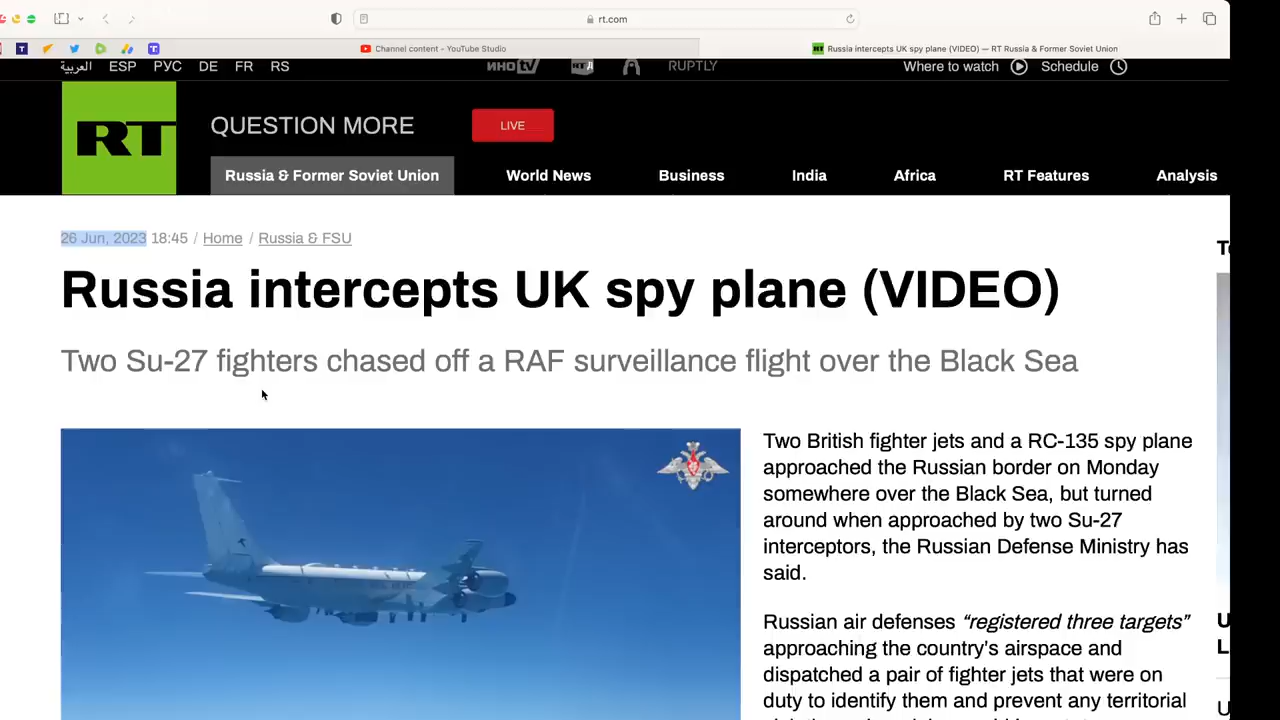 rt.com
Channel content - YouTube Studio
Russia intercepts UK spy plane (VIDEO) — RT Russia & Former Soviet Union
العربية ESP РУС DE FR RS ИНОTV RUPTLY Where to watch Schedule
RT QUESTION MORE LIVE
Russia & Former Soviet Union World News Business India Africa RT Features Analysis
26 Jun, 2023 18:45 / Home / Russia & FSU
Russia intercepts UK spy plane (VIDEO)
Two Su-27 fighters chased off a RAF surveillance flight over the Black Sea
Two British fighter jets and a RC-135 spy plane
approached the Russian border on Monday
somewhere over the Black Sea, but turned
around when approached by two Su-27
interceptors, the Russian Defense Ministry has
said.
Russian air defenses “registered three targets”
approaching the country’s airspace and
dispatched a pair of fighter jets that were on
duty to identify them and prevent any territorial